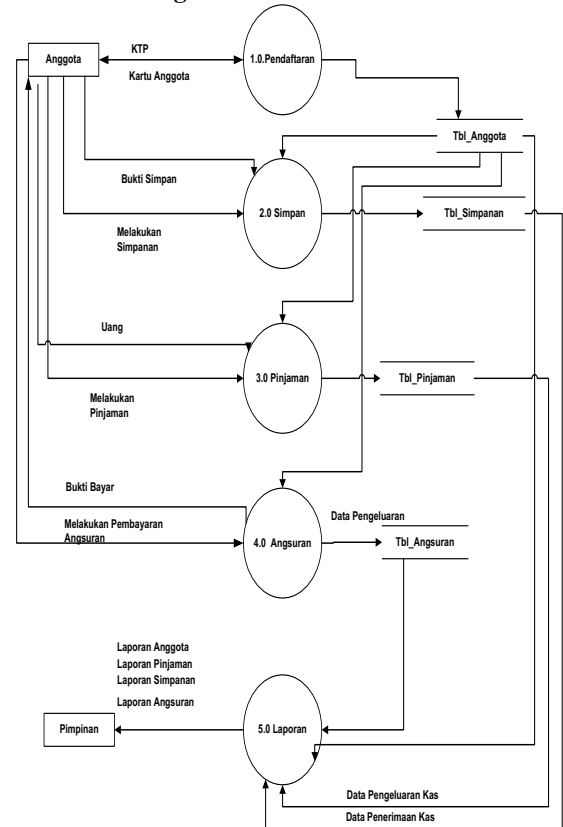 KTP
Anggota
1.0.Pendaftaran
Kartu Anggota
Tbl_Anggota
Bukti Simpan
2.0 Simpan
Tbl_Simpanan
Melakukan
Simpanan
Uang
3.0 Pinjaman
Tbl_Pinjaman
Melakukan
Pinjaman
Bukti Bayar
Data Pengeluaran
Melakukan Pembayaran
Angsuran
4.0 Angsuran
Tbl_Angsuran
Laporan Anggota
Laporan Pinjaman
Laporan Simpanan
Laporan Angsuran
Pimpinan
5.0 Laporan
Data Pengeluaran Kas
Data Penerimaan Kas